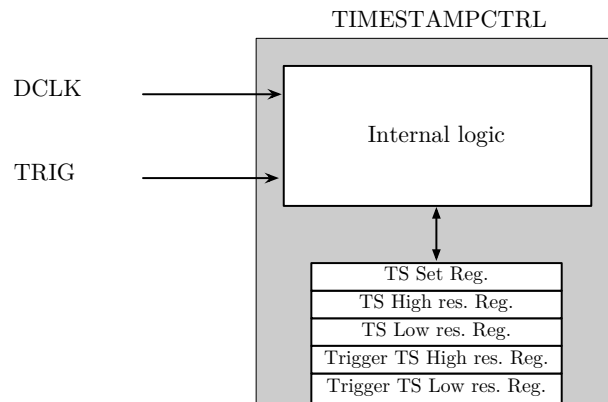 TIMESTAMPCTRL
DCLK
Internal logic
TRIG
TS Set Reg.
TS High res. Reg.
TS Low res. Reg.
Trigger TS High res. Reg.
Trigger TS Low res. Reg.